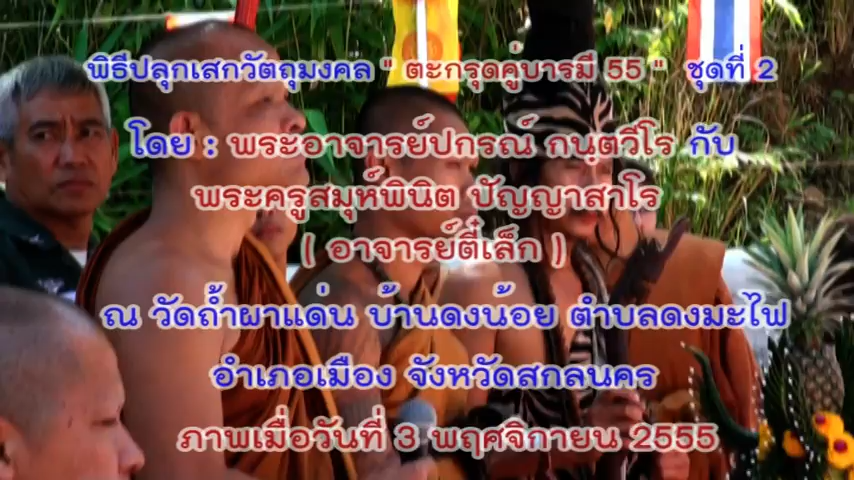 พิธีปลุกเสกวัตถุมงคล " ตะกรุดคู่บารมี 55 " ชุดที่ 2
โดย : พระอาจารย์ปกรณ์ กนฺตวีโร กับ
พระครูสมุห์พินิต ปัญญาสาโร
( อาจารย์ตี๋เล็ก )
ณ วัดถ้ำผาแด่น บ้านดงน้อย ตำบลดงมะไฟ
อำเภอเมือง จังหวัดสกลนคร
ภาพเมื่อวันที่ 3 พฤศจิกายน 2555